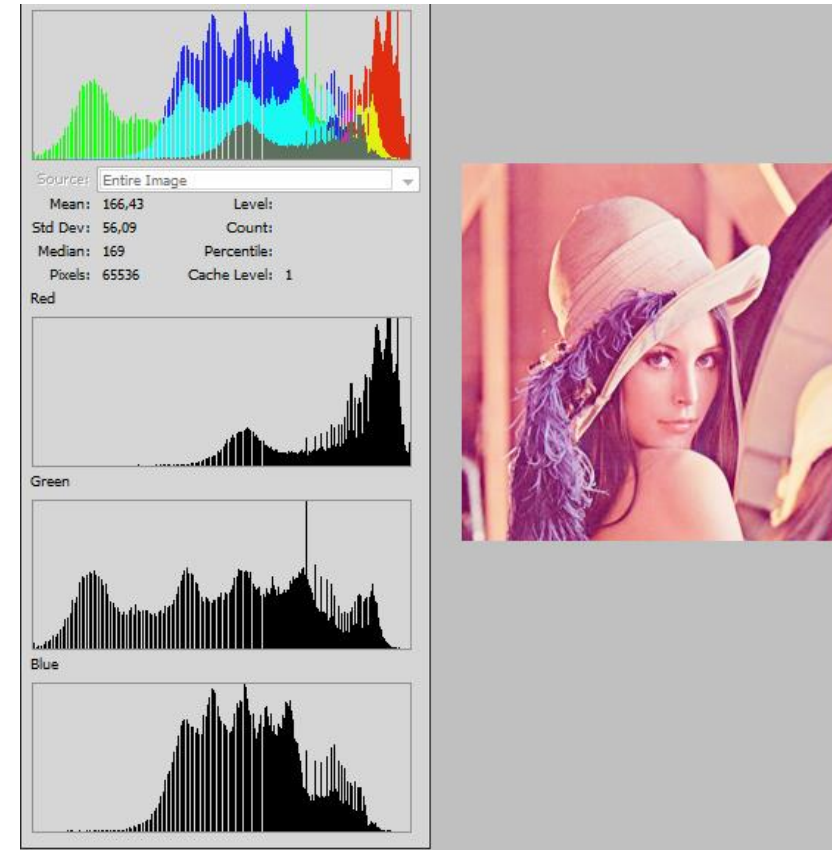 Source: Entire Image
Mean: 166,43 Level:
Std Dev: 56,09 Count:
Median: 169 Percentile:
Pixels: 65536 Cache Level: 1
Red
Green
Blue